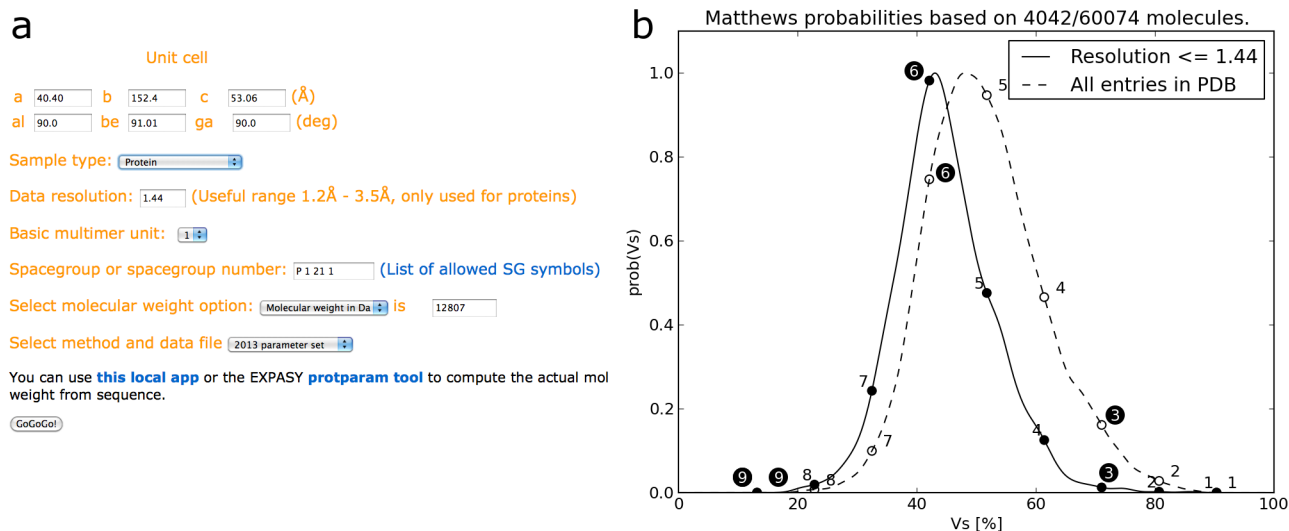 a
Unit cell
a 40.40 b 152.4 c 53.06 (Å)
al 90.0 be 91.01 ga 90.0 (deg)
Sample type: Protein
Data resolution: 1.44 (Useful range 1.2Å - 3.5Å, only used for proteins)
Basic multimer unit: 1
Spacegroup or spacegroup number: P 1 21 1 (List of allowed SG symbols)
Select molecular weight option: Molecular weight in Da is 12807
Select method and data file 2013 parameter set
You can use this local app or the EXPASY protparam tool to compute the actual mol
weight from sequence.
GoGoGo!
b
Matthews probabilities based on 4042/60074 molecules.
Resolution <= 1.44
All entries in PDB
prob(Vs)
1.0
0.8
0.6
0.4
0.2
0.0
6
5
6
5
4
7
7
4
3
3
9 9 8 8
2
2 1 1
0 20 40 60 80 100
Vs [%]